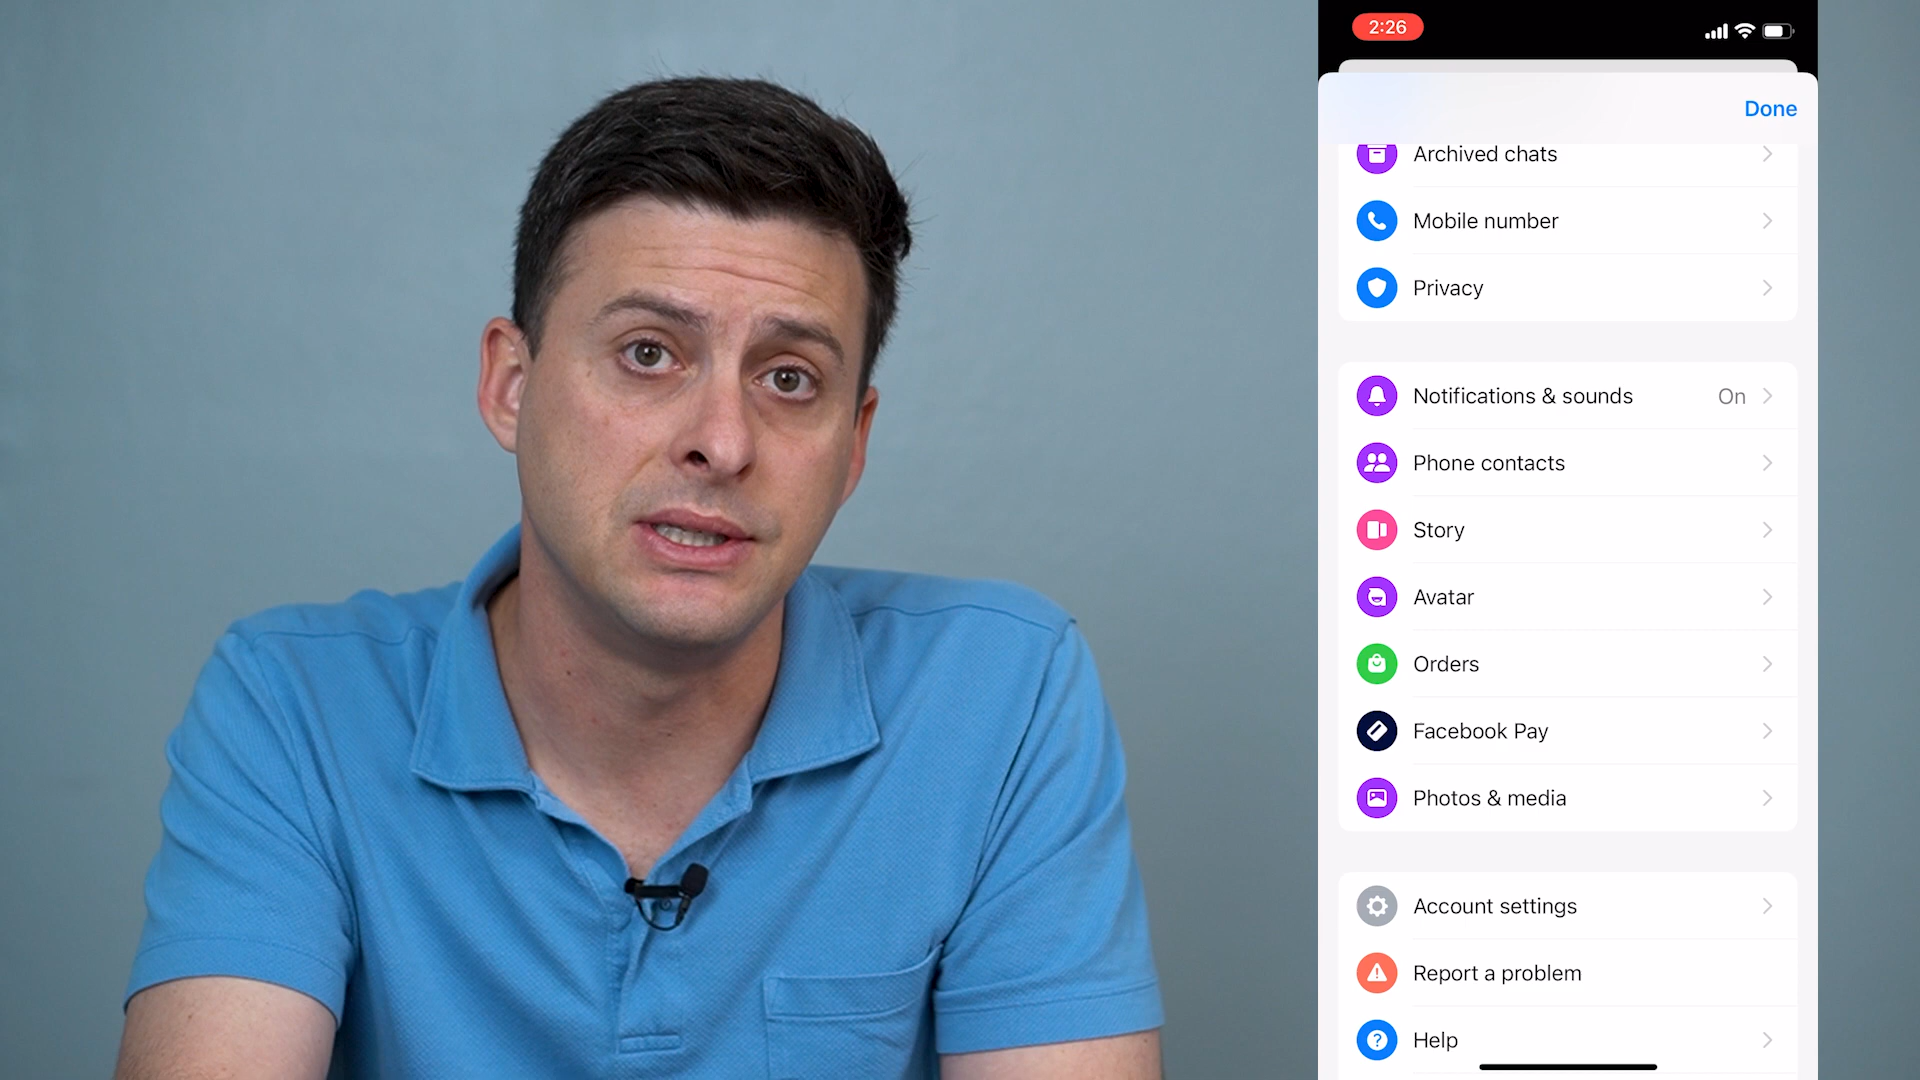 2:26
Done
Archived chats
Mobile number
Privacy
Notifications & sounds On
Phone contacts
Story
Avatar
Orders
Facebook Pay
Photos & media
Account settings
Report a problem
Help